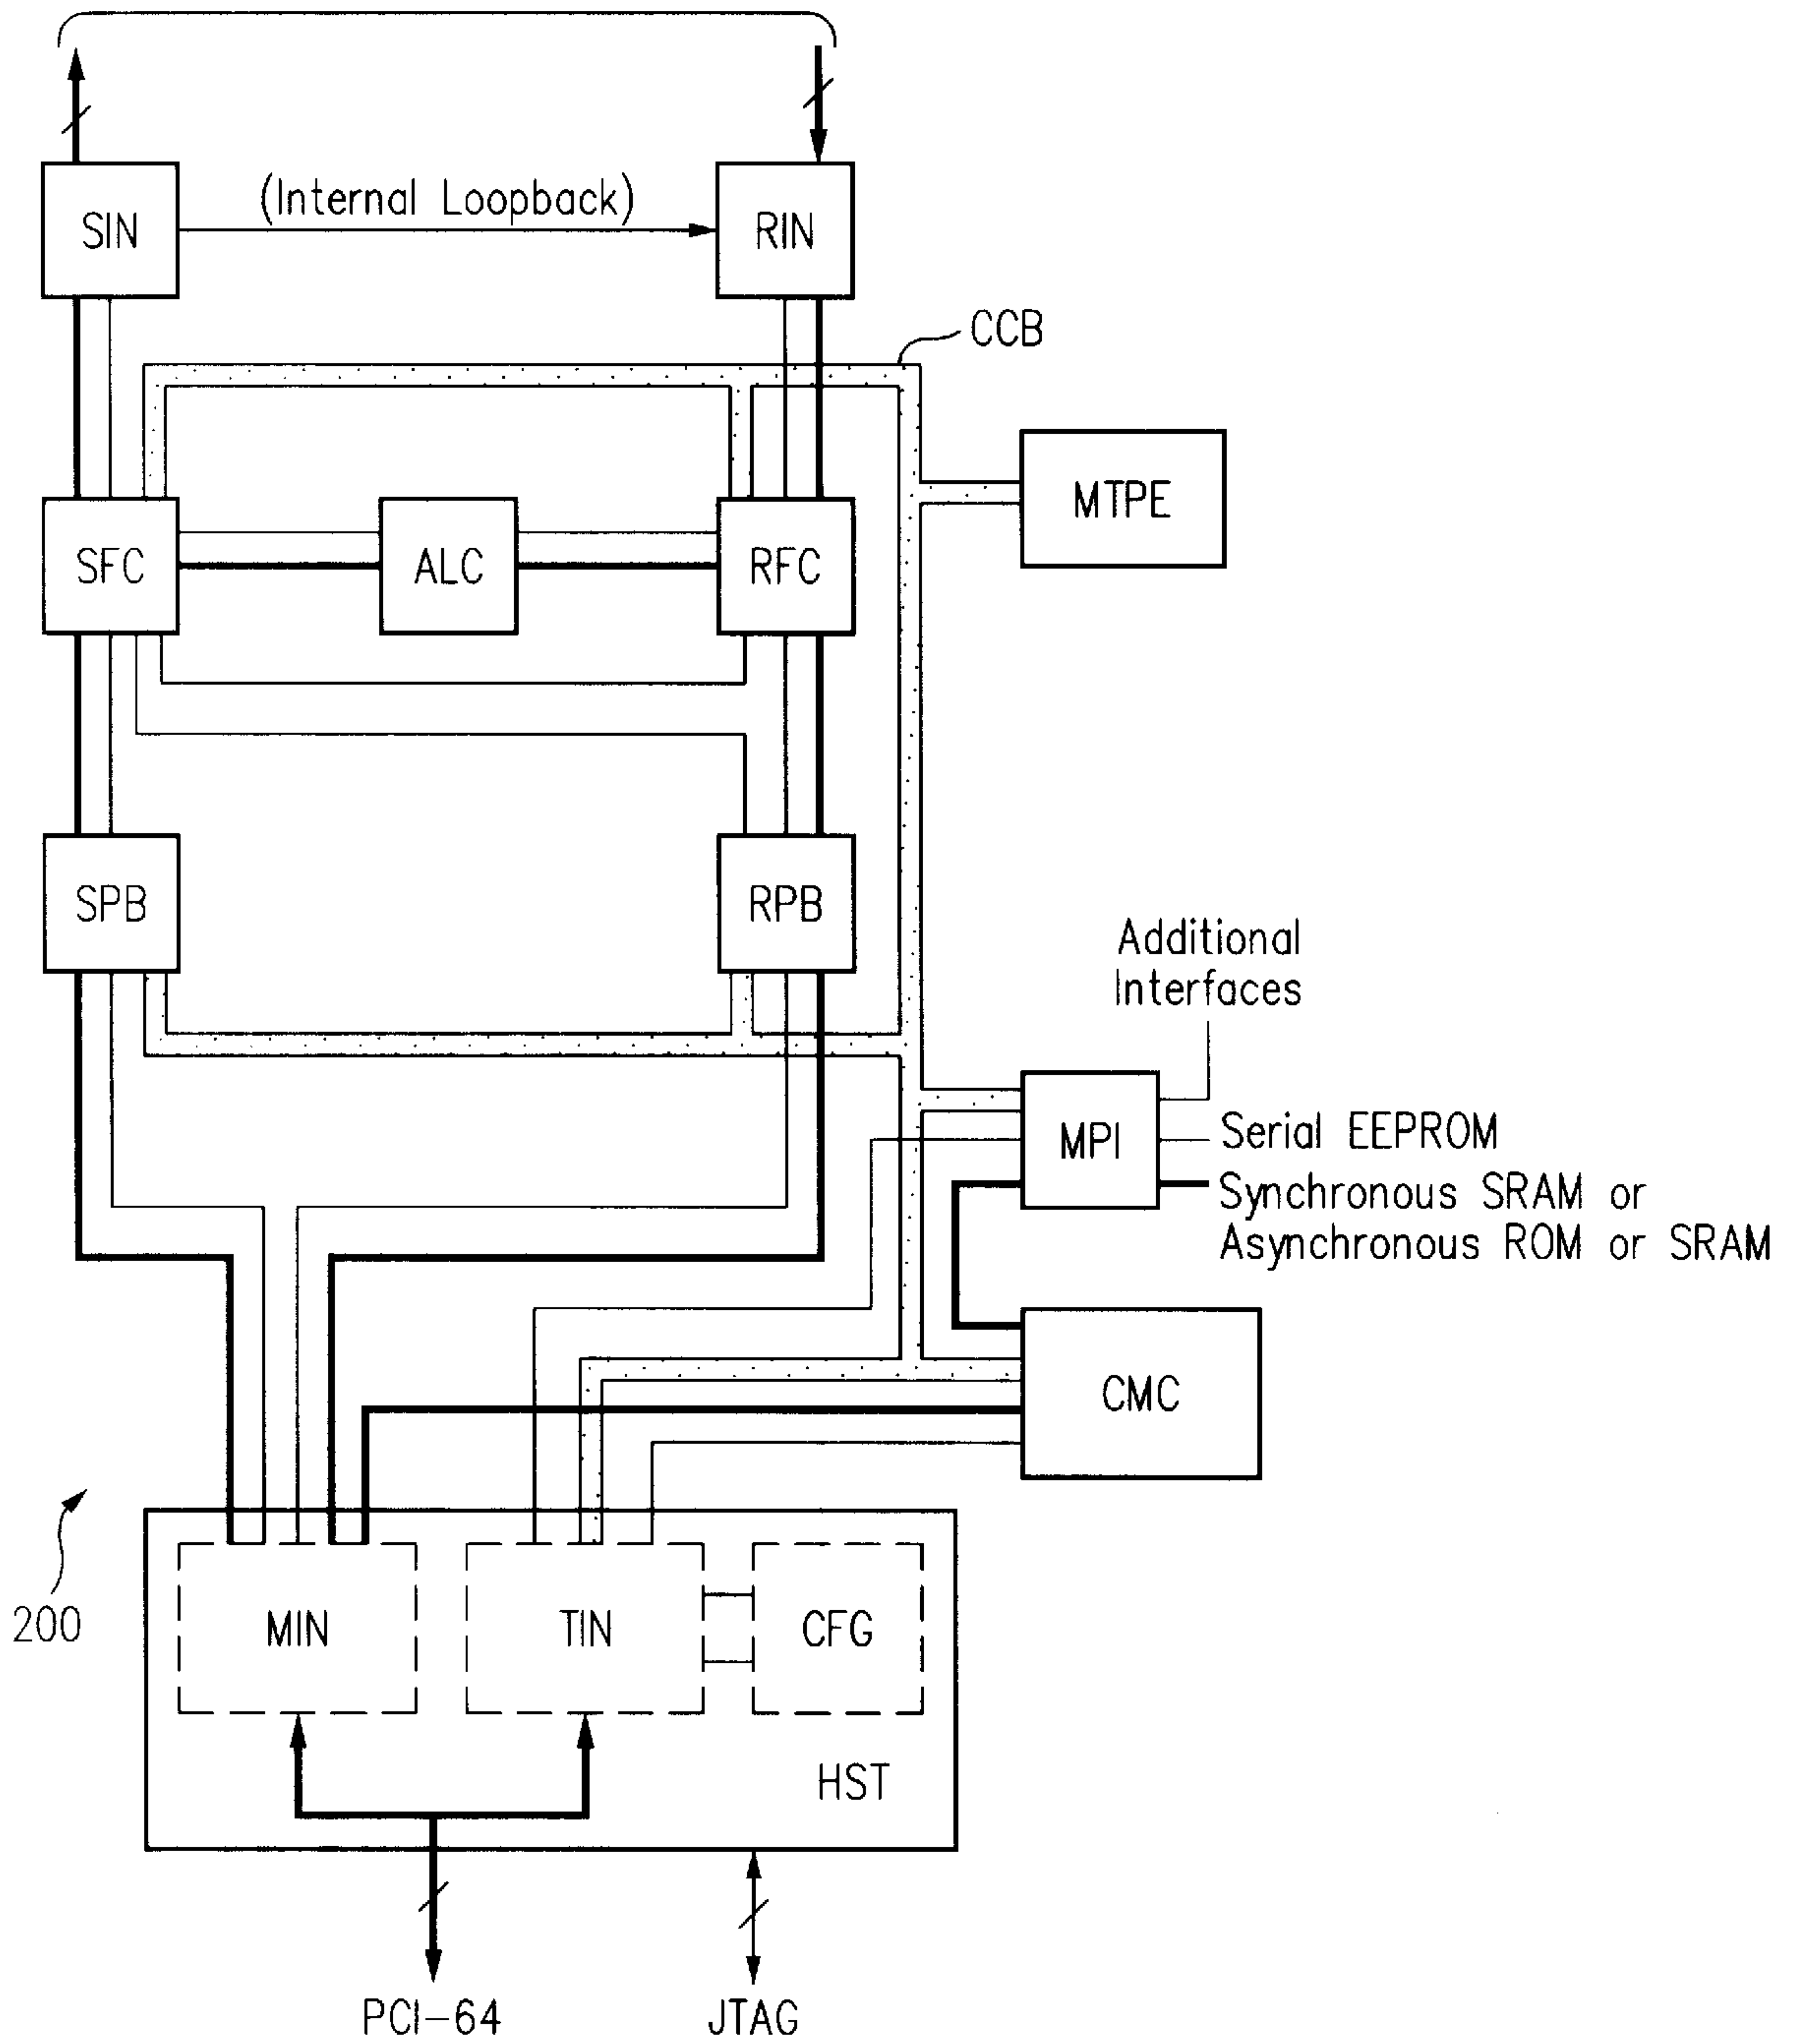 SIN
(Internal Loopback)
RIN
CCB
MTPE
SFC
ALC
RFC
SPB
RPB
Additional
Interfaces
MPI
Serial EEPROM
Synchronous SRAM or
Asynchronous ROM or SRAM
CMC
200
MIN
TIN
CFG
HST
PCI-64
JTAG